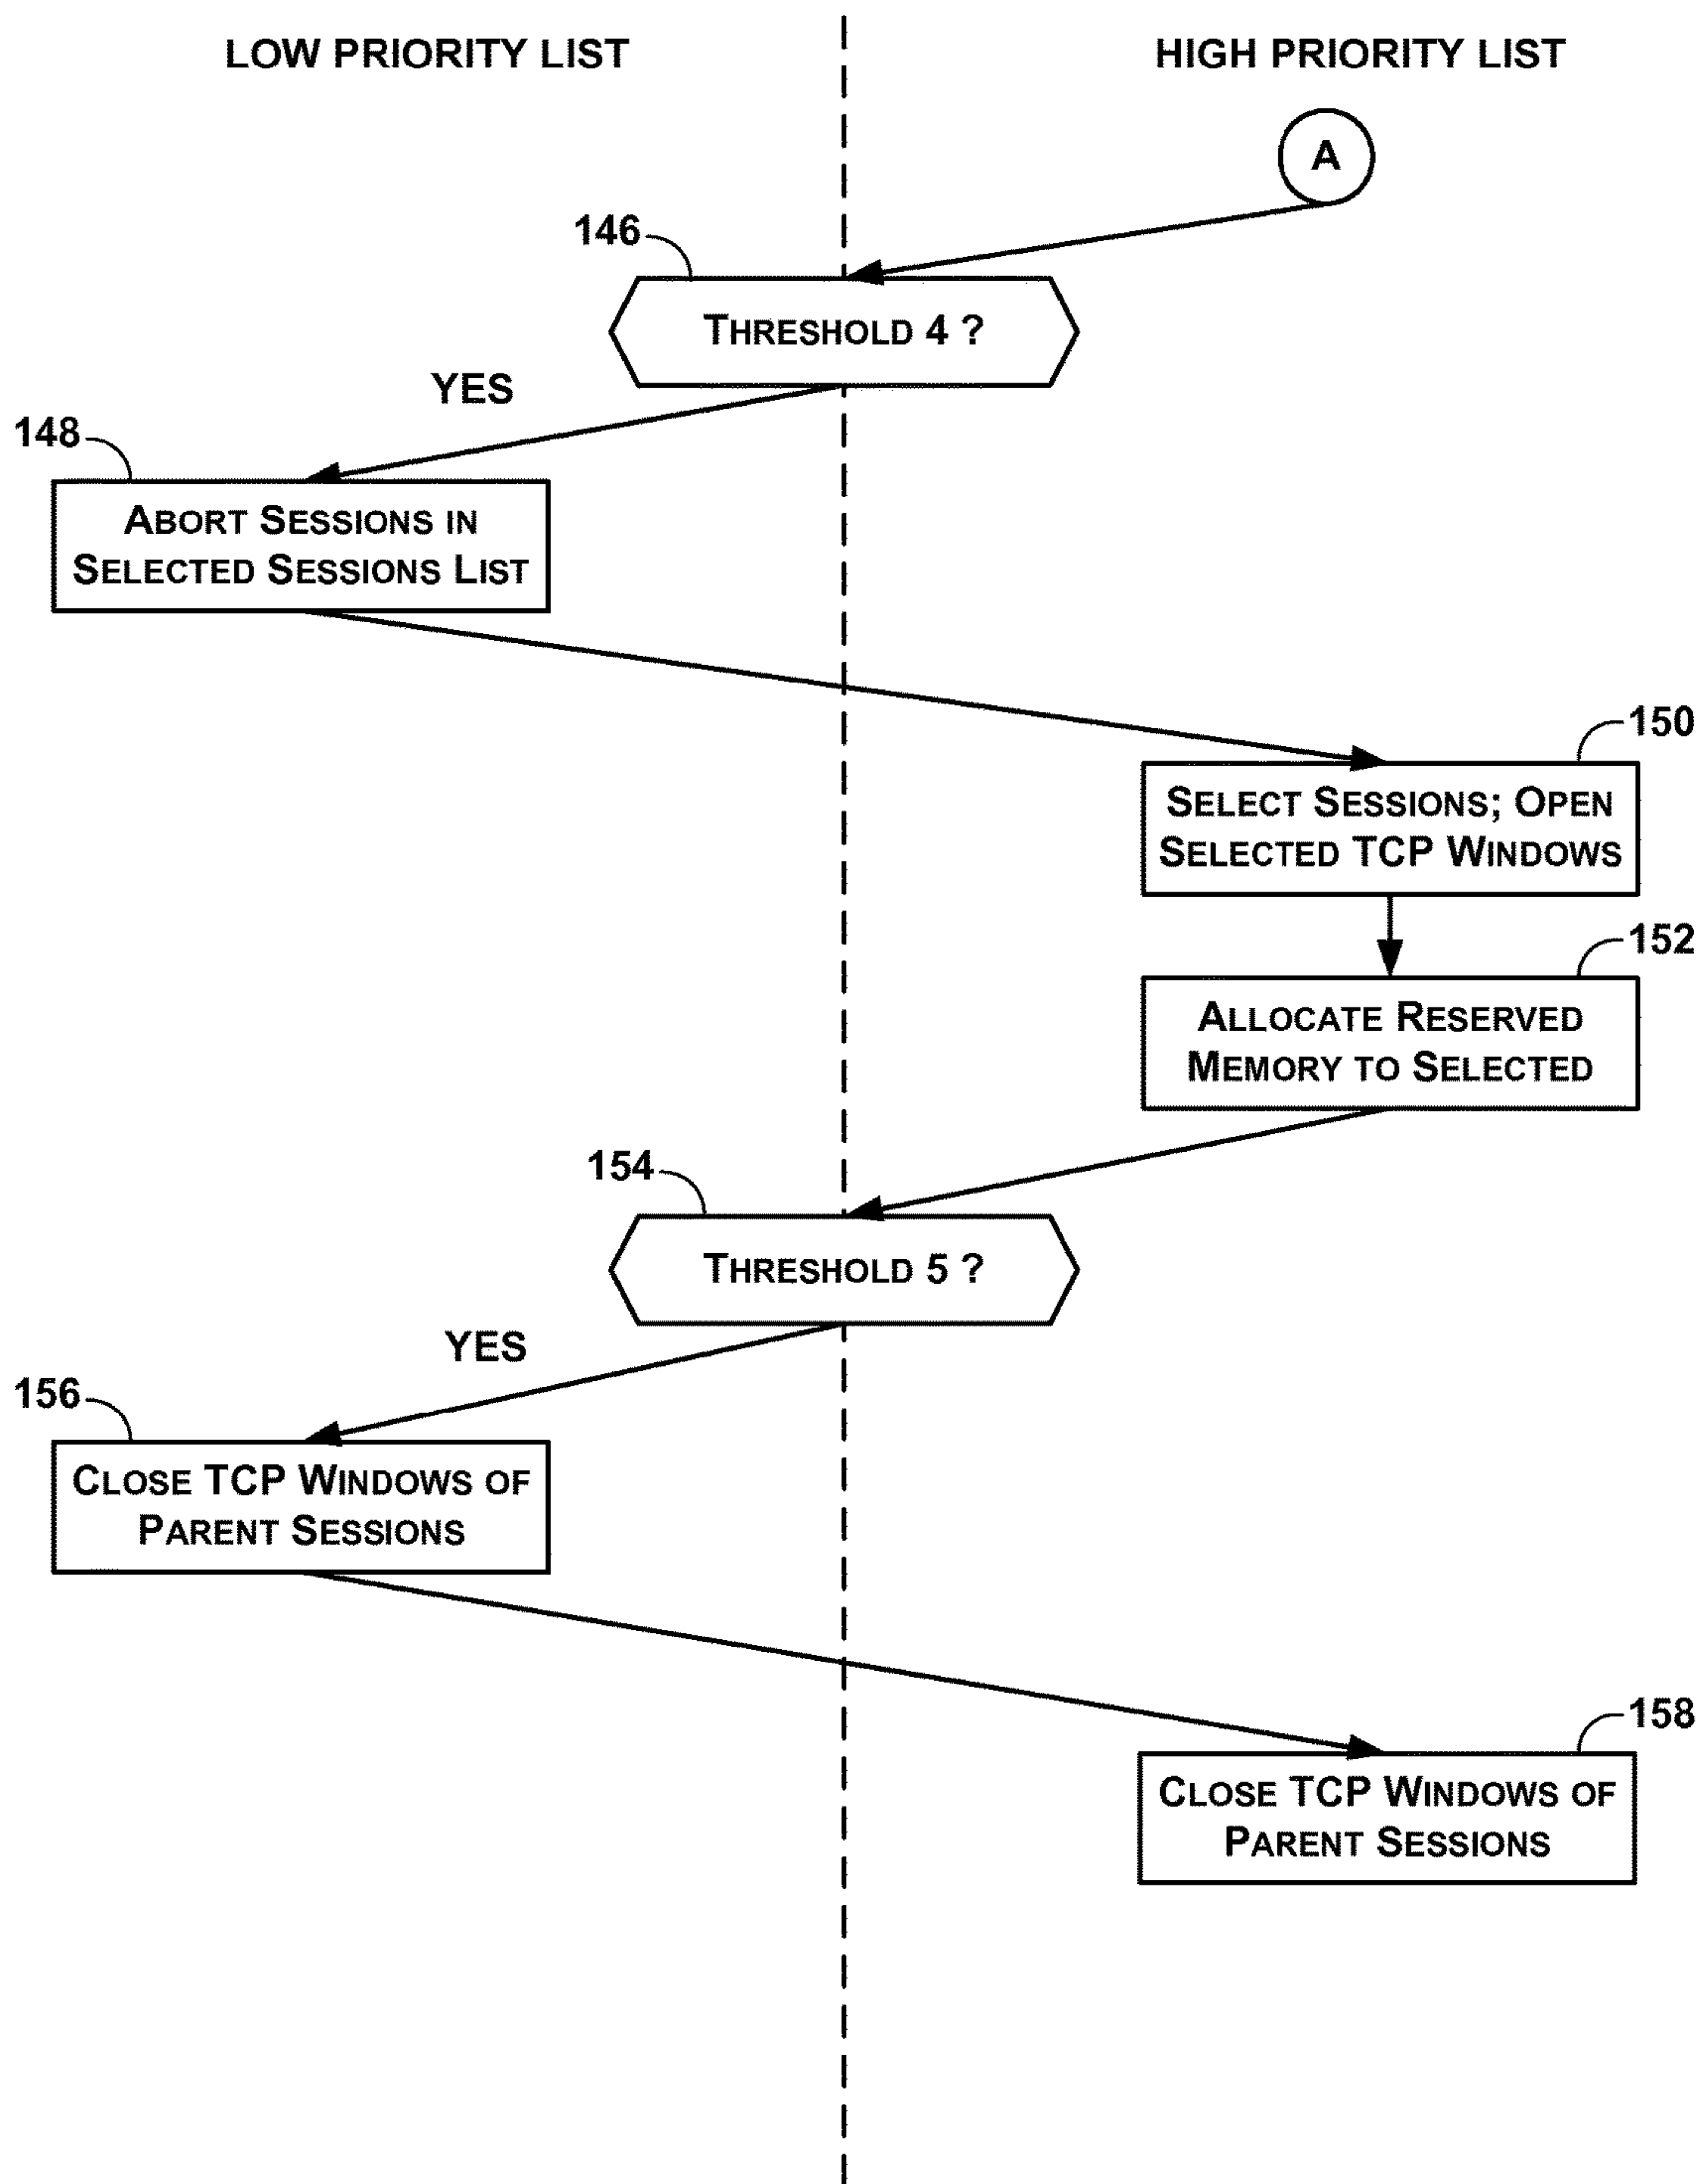 LOW PRIORITY LIST
HIGH PRIORITY LIST
A
146
THRESHOLD 4 ?
YES
148
ABORT SESSIONS IN
SELECTED SESSIONS LIST
150
SELECT SESSIONS; OPEN
SELECTED TCP WINDOWS
152
ALLOCATE RESERVED
MEMORY TO SELECTED
154
THRESHOLD 5 ?
YES
156
CLOSE TCP WINDOWS OF
PARENT SESSIONS
158
CLOSE TCP WINDOWS OF
PARENT SESSIONS